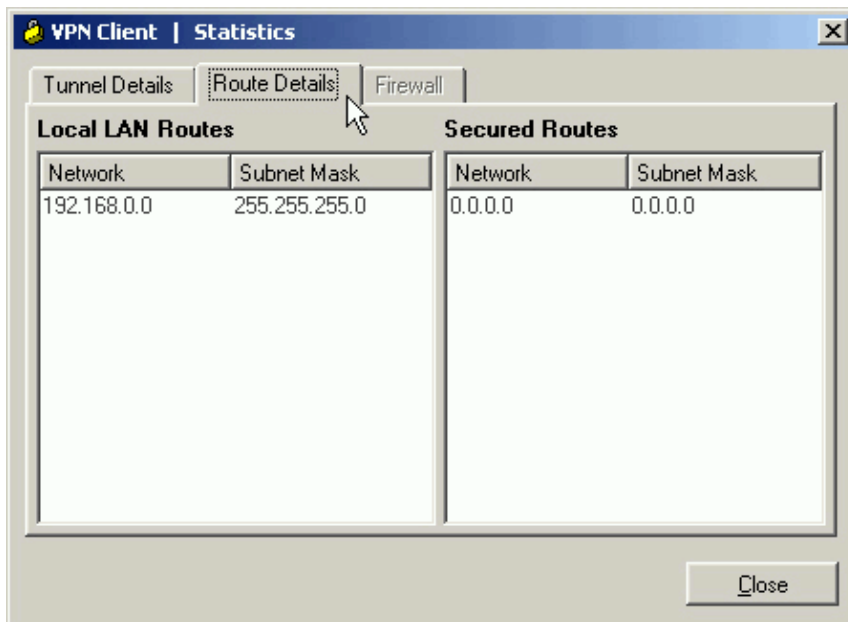 VPN Client | Statistics
Tunnel Details Route Details Firewall
Local LAN Routes Secured Routes
Network Subnet Mask Network Subnet Mask
192.168.0.0 255.255.255.0 0.0.0.0 0.0.0.0
Close